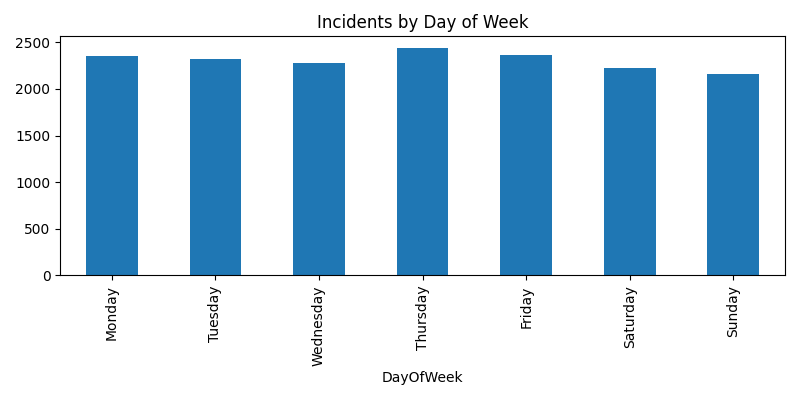 Incidents by Day of Week
2500
2000
1500
1000
500
0
Monday
Tuesday
Wednesday
Thursday
Friday
Saturday
Sunday
DayOfWeek